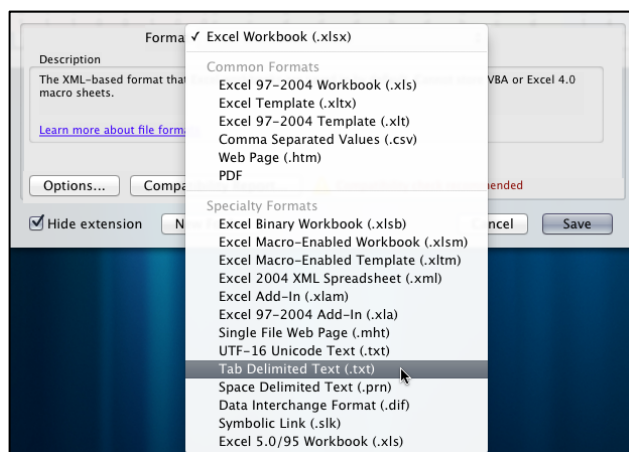 Forma ✓ Excel Workbook (.xlsx)
Description
The XML-based format that
VBA or Excel 4.0
macro sheets.
Learn more about file form
Options...
Compa
ended
Hide extension
N
ncel
Save
Common Formats
Excel 97-2004 Workbook (.xls)
Excel Template (.xltx)
Excel 97-2004 Template (.xlt)
Comma Separated Values (.csv)
Web Page (.htm)
PDF
Specialty Formats
Excel Binary Workbook (.xlsb)
Excel Macro-Enabled Workbook (.xlsm)
Excel Macro-Enabled Template (.xltm)
Excel 2004 XML Spreadsheet (.xml)
Excel Add-In (.xlam)
Excel 97-2004 Add-In (.xla)
Single File Web Page (.mht)
UTF-16 Unicode Text (.txt)
Tab Delimited Text (.txt)
Space Delimited Text (.prn)
Data Interchange Format (.dif)
Symbolic Link (.slk)
Excel 5.0/95 Workbook (.xls)